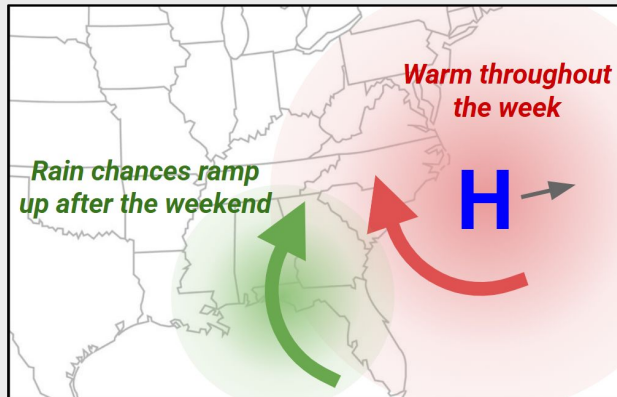 Warm throughout
the week
Rain chances ramp
up after the weekend
H